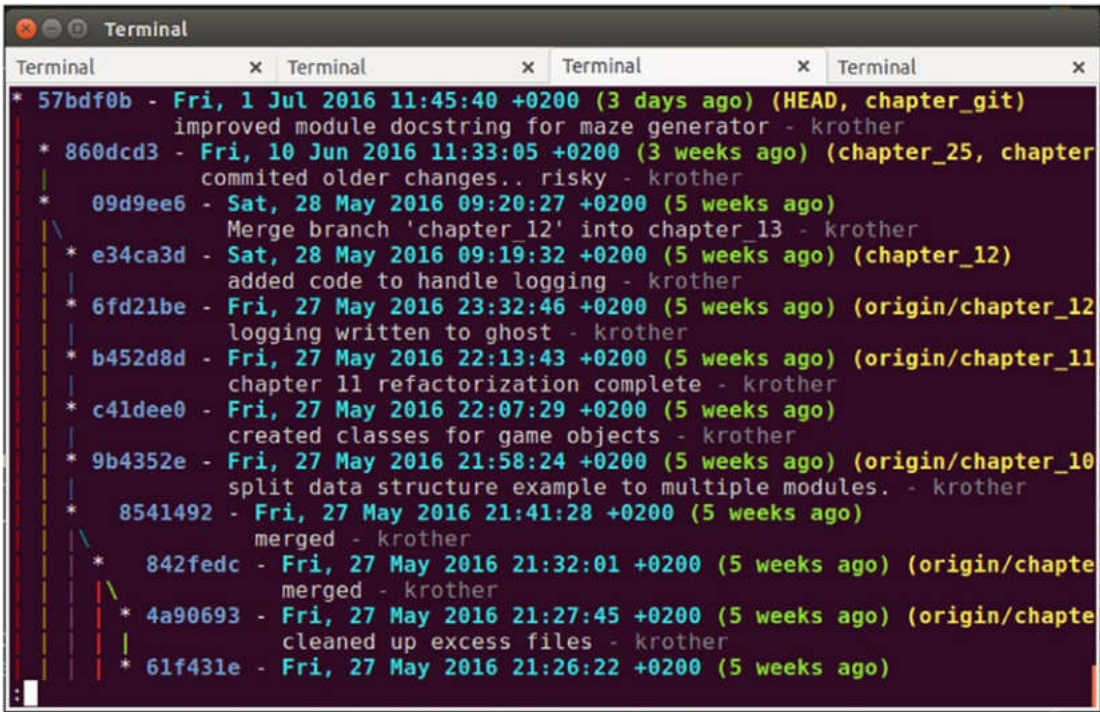 Terminal
Terminal × Terminal × Terminal × Terminal ×
* 57bdf0b - Fri, 1 Jul 2016 11:45:40 +0200 (3 days ago) (HEAD, chapter_git)
| improved module docstring for maze generator - krother
| * 860dcd3 - Fri, 10 Jun 2016 11:33:05 +0200 (3 weeks ago) (chapter_25, chapter
| | commited older changes.. risky - krother
| * 09d9ee6 - Sat, 28 May 2016 09:20:27 +0200 (5 weeks ago)
| |\ Merge branch 'chapter_12' into chapter_13 - krother
| | * e34ca3d - Sat, 28 May 2016 09:19:32 +0200 (5 weeks ago) (chapter_12)
| | | added code to handle logging - krother
| | * 6fd21be - Fri, 27 May 2016 23:32:46 +0200 (5 weeks ago) (origin/chapter_12
| | | logging written to ghost - krother
| | * b452d8d - Fri, 27 May 2016 22:13:43 +0200 (5 weeks ago) (origin/chapter_11
| | | chapter 11 refactorization complete - krother
| | * c41dee0 - Fri, 27 May 2016 22:07:29 +0200 (5 weeks ago)
| | | created classes for game objects - krother
| | * 9b4352e - Fri, 27 May 2016 21:58:24 +0200 (5 weeks ago) (origin/chapter_10
| | | split data structure example to multiple modules. - krother
| | * 8541492 - Fri, 27 May 2016 21:41:28 +0200 (5 weeks ago)
| | |\ merged - krother
| | | * 842fedc - Fri, 27 May 2016 21:32:01 +0200 (5 weeks ago) (origin/chapte
| | | |\ merged - krother
| | | | * 4a90693 - Fri, 27 May 2016 21:27:45 +0200 (5 weeks ago) (origin/chapte
| | | | | cleaned up excess files - krother
| | | | * 61f431e - Fri, 27 May 2016 21:26:22 +0200 (5 weeks ago)
: